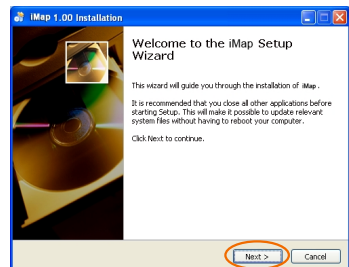 iMap 1.00 Installation
Welcome to the iMap Setup
Wizard
This wizard will guide you through the installation of iMap .
It is recommended that you close all other applications before
starting Setup. This will make it possible to update relevant
system files without having to reboot your computer.
Click Next to continue.
Next >
Cancel